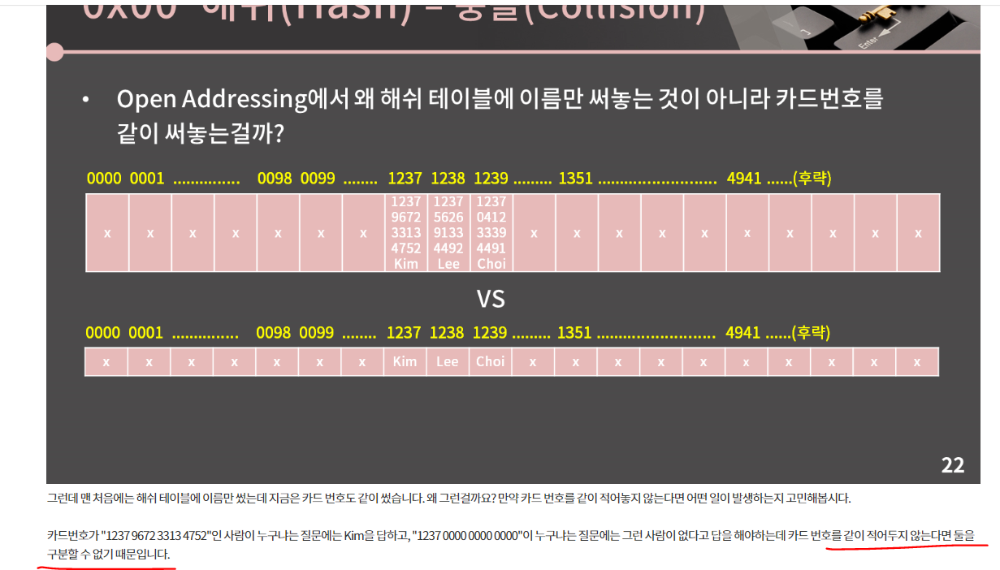 0x00 해쉬(Hash) – 충돌(Collision)
Enter
• Open Addressing에서 왜 해쉬 테이블에 이름만 써놓는 것이 아니라 카드번호를
같이 써놓는걸까?
0000 0001 ............... 0098 0099 ........ 1237 1238 1239 ......... 1351 ........................... 4941 ......(후략)
x x x x x x x 1237 9672 3313 4752 Kim 1237 5626 9133 4492 Lee 1237 0412 3339 4491 Choi x x x x x x x x x x
VS
0000 0001 ............... 0098 0099 ........ 1237 1238 1239 ......... 1351 ........................... 4941 ......(후략)
x x x x x x x Kim Lee Choi x x x x x x x x x x
22
그런데 맨 처음에는 해쉬 테이블에 이름만 썼는데 지금은 카드 번호도 같이 썼습니다. 왜 그런걸까요? 만약 카드 번호를 같이 적어놓지 않는다면 어떤 일이 발생하는지 고민해봅시다.
카드번호가 "1237 9672 3313 4752"인 사람이 누구냐는 질문에는 Kim을 답하고, "1237 0000 0000 0000"이 누구냐는 질문에는 그런 사람이 없다고 답을 해야하는데 카드 번호를 같이 적어두지 않는다면 둘을
구분할 수 없기 때문입니다.